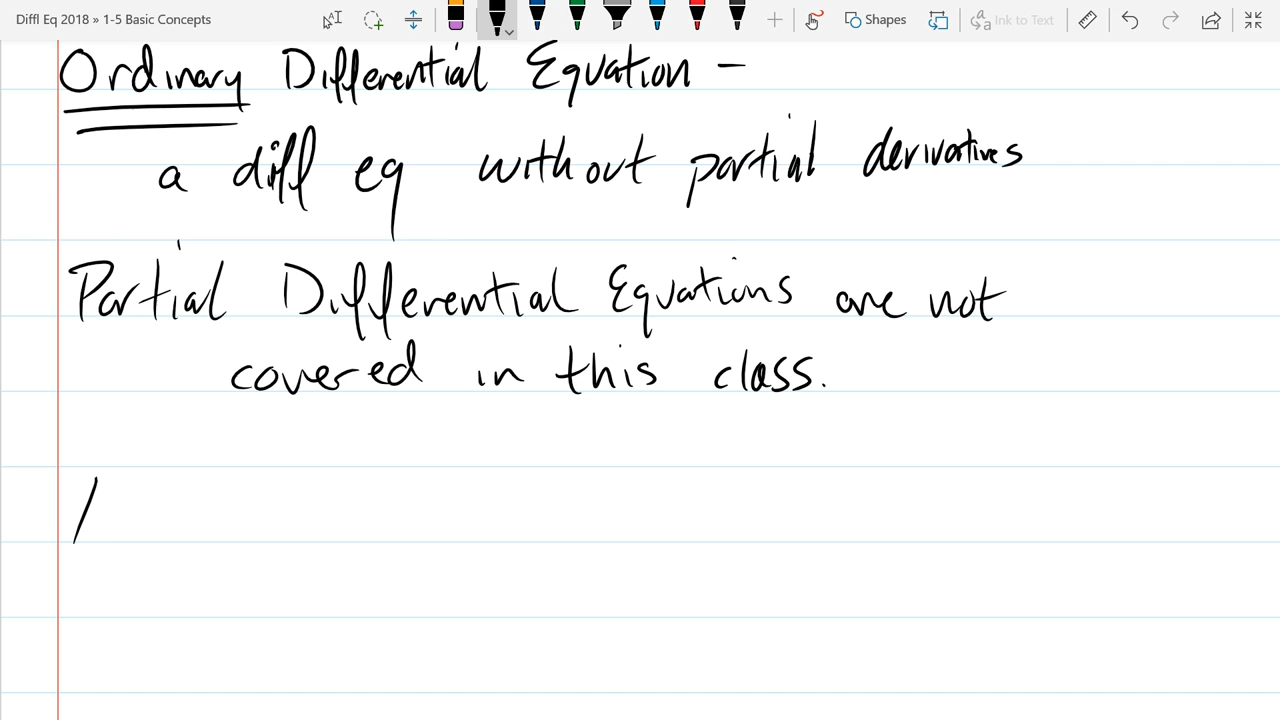 Diffl Eq 2018 » 1-5 Basic Concepts
Shapes
Ink to Text
Ordinary Differential Equation –
a diff eq without partial derivatives
Partial Differential Equations are not
covered in this class.